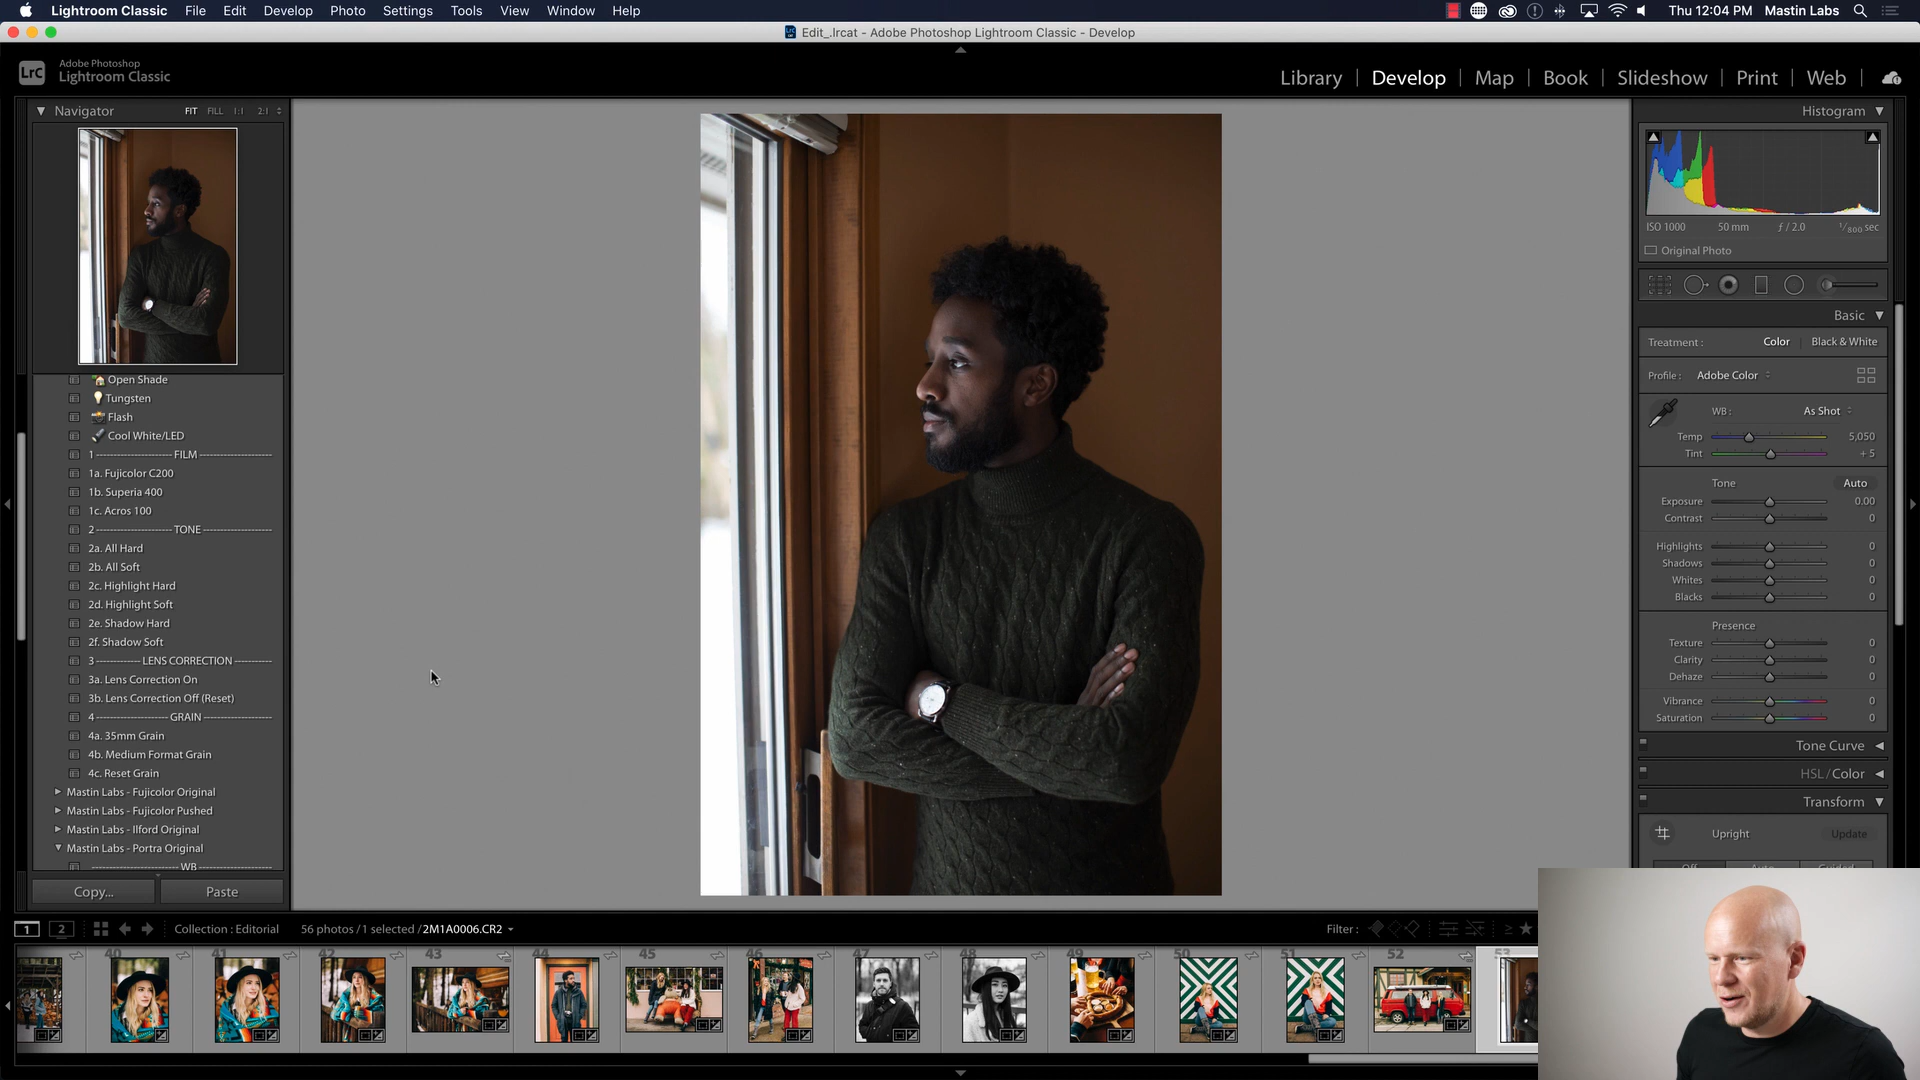 Lightroom Classic File Edit Develop Photo Settings Tools View Window Help Thu 12:04 PM Mastin Labs
Edit_.lrcat - Adobe Photoshop Lightroom Classic - Develop
LrC Adobe Photoshop
Lightroom Classic
Library | Develop | Map | Book | Slideshow | Print | Web
Navigator FIT FILL 1:1 2:1
Open Shade
Tungsten
Flash
Cool White/LED
1 ---------------------- FILM ---------------------
1a. Fujicolor C200
1b. Superia 400
1c. Acros 100
2 ---------------------- TONE --------------------
2a. All Hard
2b. All Soft
2c. Highlight Hard
2d. Highlight Soft
2e. Shadow Hard
2f. Shadow Soft
3 ------------- LENS CORRECTION -----------
3a. Lens Correction On
3b. Lens Correction Off (Reset)
4 --------------------- GRAIN --------------------
4a. 35mm Grain
4b. Medium Format Grain
4c. Reset Grain
Mastin Labs - Fujicolor Original
Mastin Labs - Fujicolor Pushed
Mastin Labs - Ilford Original
Mastin Labs - Portra Original
-------------------------- WB --------------------
Copy... Paste
Histogram
ISO 1000 50 mm ƒ / 2.0 1/800 sec
Original Photo
Basic
Treatment : Color | Black & White
Profile : Adobe Color
WB : As Shot
Temp 5,050
Tint + 5
Tone Auto
Exposure 0.00
Contrast 0
Highlights 0
Shadows 0
Whites 0
Blacks 0
Presence
Texture 0
Clarity 0
Dehaze 0
Vibrance 0
Saturation 0
Tone Curve
HSL / Color
Transform
Upright Update
Off Auto Guided
1 2 Collection : Editorial 56 photos / 1 selected / 2M1A0006.CR2 Filter : ≥
40 41 42 43 44 45 46 47 48 49 50 51 52 53